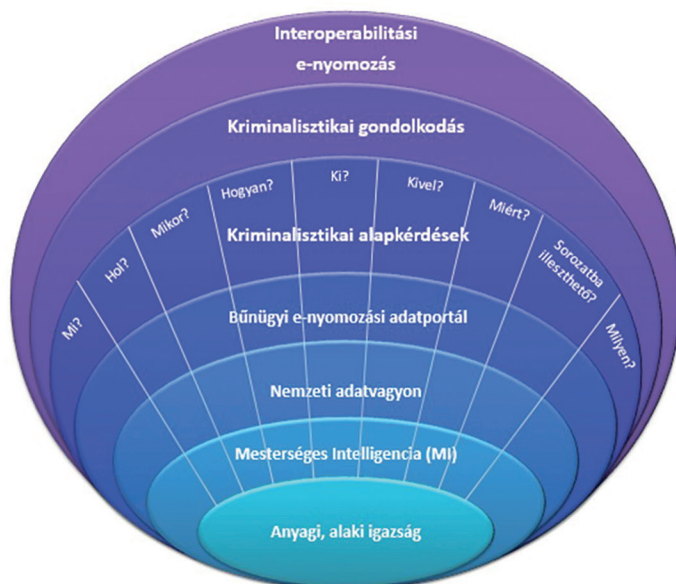 Interoperabilitási
e-nyomozás
Kriminalisztikai gondolkodás
Mi?
Hol?
Mikor?
Hogyan?
Ki?
Kivel?
Miért?
Sorozatba
illeszthető?
Milyen?
Kriminalisztikai alapkérdések
Bűnügyi e-nyomozási adatportál
Nemzeti adatvagyon
Mesterséges Intelligencia (MI)
Anyagi, alaki igazság